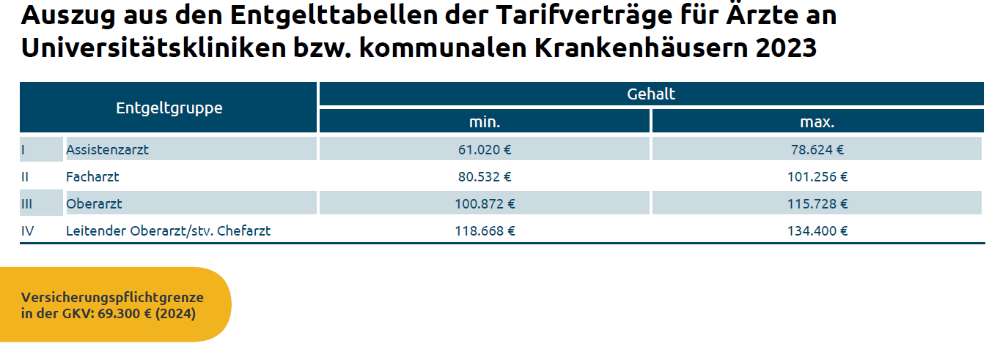 Auszug aus den Entgelttabellen der Tarifverträge für Ärzte an
Universitätskliniken bzw. kommunalen Krankenhäusern 2023
Entgeltgruppe
Gehalt
min. max.
I Assistenzarzt 61.020 € 78.624 €
II Facharzt 80.532 € 101.256 €
III Oberarzt 100.872 € 115.728 €
IV Leitender Oberarzt/stv. Chefarzt 118.668 € 134.400 €
Versicherungspflichtgrenze
in der GKV: 69.300 € (2024)